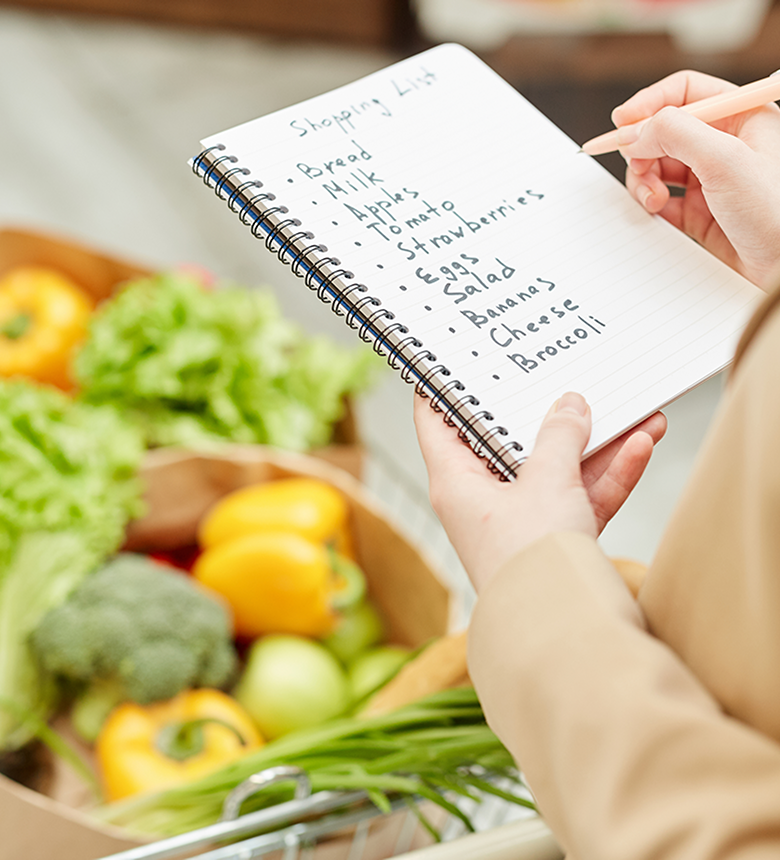 Shopping List
• Bread
• Milk
• Apples
• Tomato
• Strawberries
• Eggs
• Salad
• Bananas
• Cheese
• Broccoli